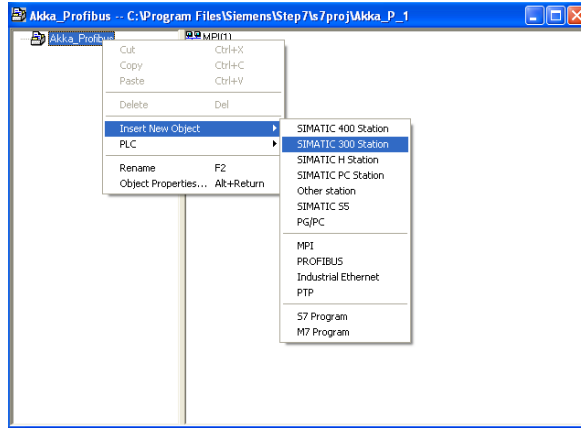 Akka_Profibus -- C:\Program Files\Siemens\Step7\s7proj\Akka_P_1
Akka_Profibus
MPI(1)
Cut Ctrl+X
Copy Ctrl+C
Paste Ctrl+V
Delete Del
Insert New Object
PLC
Rename F2
Object Properties... Alt+Return
SIMATIC 400 Station
SIMATIC 300 Station
SIMATIC H Station
SIMATIC PC Station
Other station
SIMATIC S5
PG/PC
MPI
PROFIBUS
Industrial Ethernet
PTP
S7 Program
M7 Program